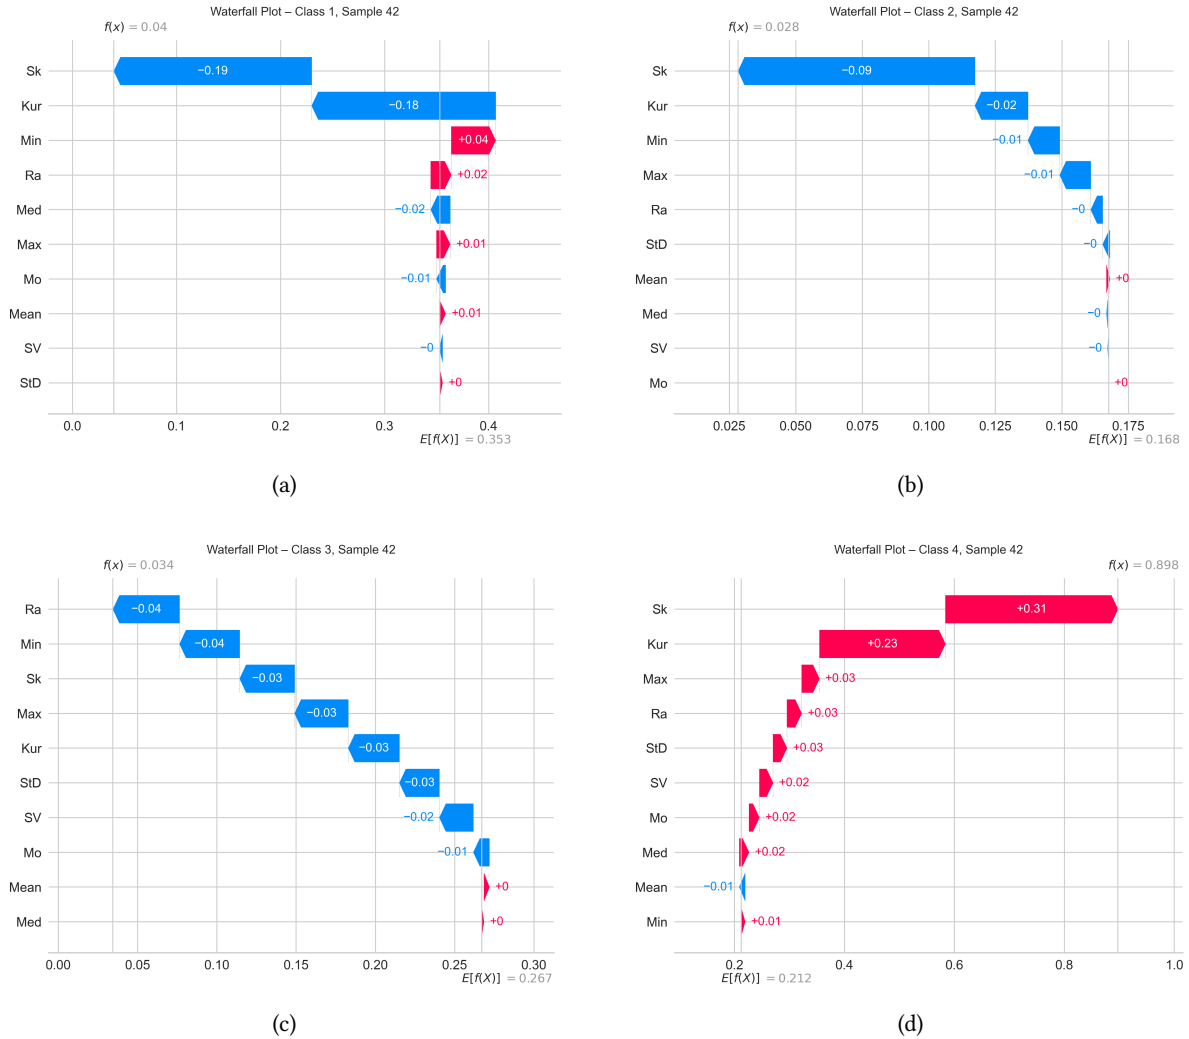 Waterfall Plot – Class 1, Sample 42
f(x) = 0.04
Sk −0.19
Kur −0.18
Min +0.04
Ra +0.02
Med −0.02
Max +0.01
Mo −0.01
Mean +0.01
SV −0
StD +0
0.0 0.1 0.2 0.3 0.4
E[f(X)] = 0.353
(a)
Waterfall Plot – Class 2, Sample 42
f(x) = 0.028
Sk −0.09
Kur −0.02
Min −0.01
Max −0.01
Ra −0
StD −0
Mean +0
Med −0
SV −0
Mo +0
0.025 0.050 0.075 0.100 0.125 0.150 0.175
E[f(X)] = 0.168
(b)
Waterfall Plot – Class 3, Sample 42
f(x) = 0.034
Ra −0.04
Min −0.04
Sk −0.03
Max −0.03
Kur −0.03
StD −0.03
SV −0.02
Mo −0.01
Mean +0
Med +0
0.00 0.05 0.10 0.15 0.20 0.25 0.30
E[f(X)] = 0.267
(c)
Waterfall Plot – Class 4, Sample 42
f(x) = 0.898
Sk +0.31
Kur +0.23
Max +0.03
Ra +0.03
StD +0.03
SV +0.02
Mo +0.02
Med +0.02
Mean −0.01
Min +0.01
0.2 0.4 0.6 0.8 1.0
E[f(X)] = 0.212
(d)